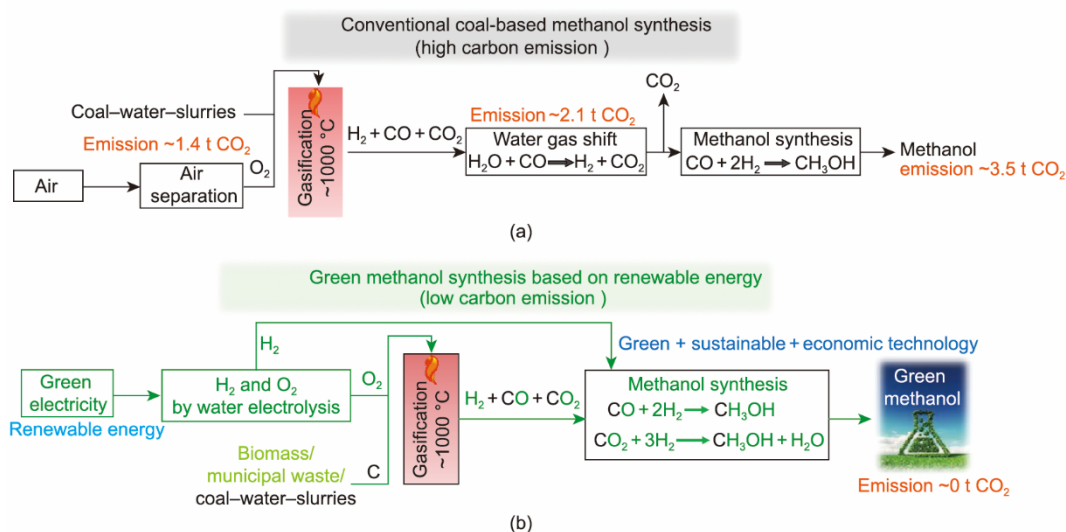 Conventional coal-based methanol synthesis
(high carbon emission )
Coal–water–slurries
Emission ~1.4 t CO₂
Air
Air
separation
O₂
Gasification
~1000 °C
H₂ + CO + CO₂
Emission ~2.1 t CO₂
Water gas shift
H₂O + CO → H₂ + CO₂
CO₂
Methanol synthesis
CO + 2H₂ → CH₃OH
Methanol
emission ~3.5 t CO₂
(a)
Green methanol synthesis based on renewable energy
(low carbon emission )
H₂
Green
electricity
Renewable energy
H₂ and O₂
by water electrolysis
O₂
Biomass/
municipal waste/
coal–water–slurries
C
Gasification
~1000 °C
H₂ + CO + CO₂
Green + sustainable + economic technology
Methanol synthesis
CO + 2H₂ → CH₃OH
CO₂ + 3H₂ → CH₃OH + H₂O
Green
methanol
Emission ~0 t CO₂
(b)